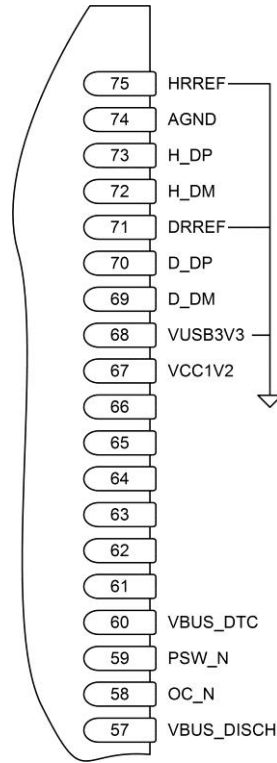 75 HRREF
74 AGND
73 H_DP
72 H_DM
71 DRREF
70 D_DP
69 D_DM
68 VUSB3V3
67 VCC1V2
66
65
64
63
62
61
60 VBUS_DTC
59 PSW_N
58 OC_N
57 VBUS_DISCH